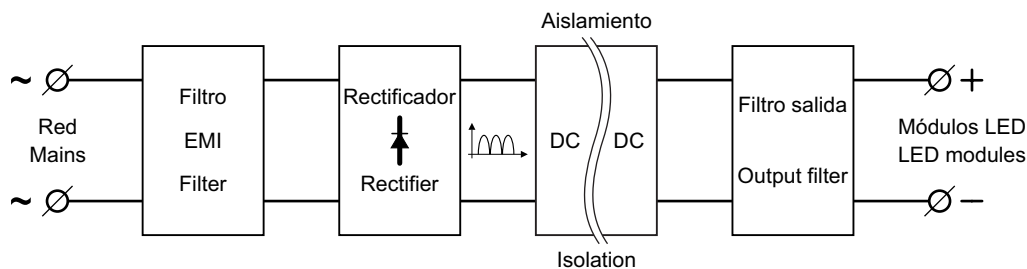 Aislamiento
~
Red
Mains
~
Filtro
EMI
Filter
Rectificador
Rectifier
DC
DC
Isolation
Filtro salida
Output filter
+
Módulos LED
LED modules
−